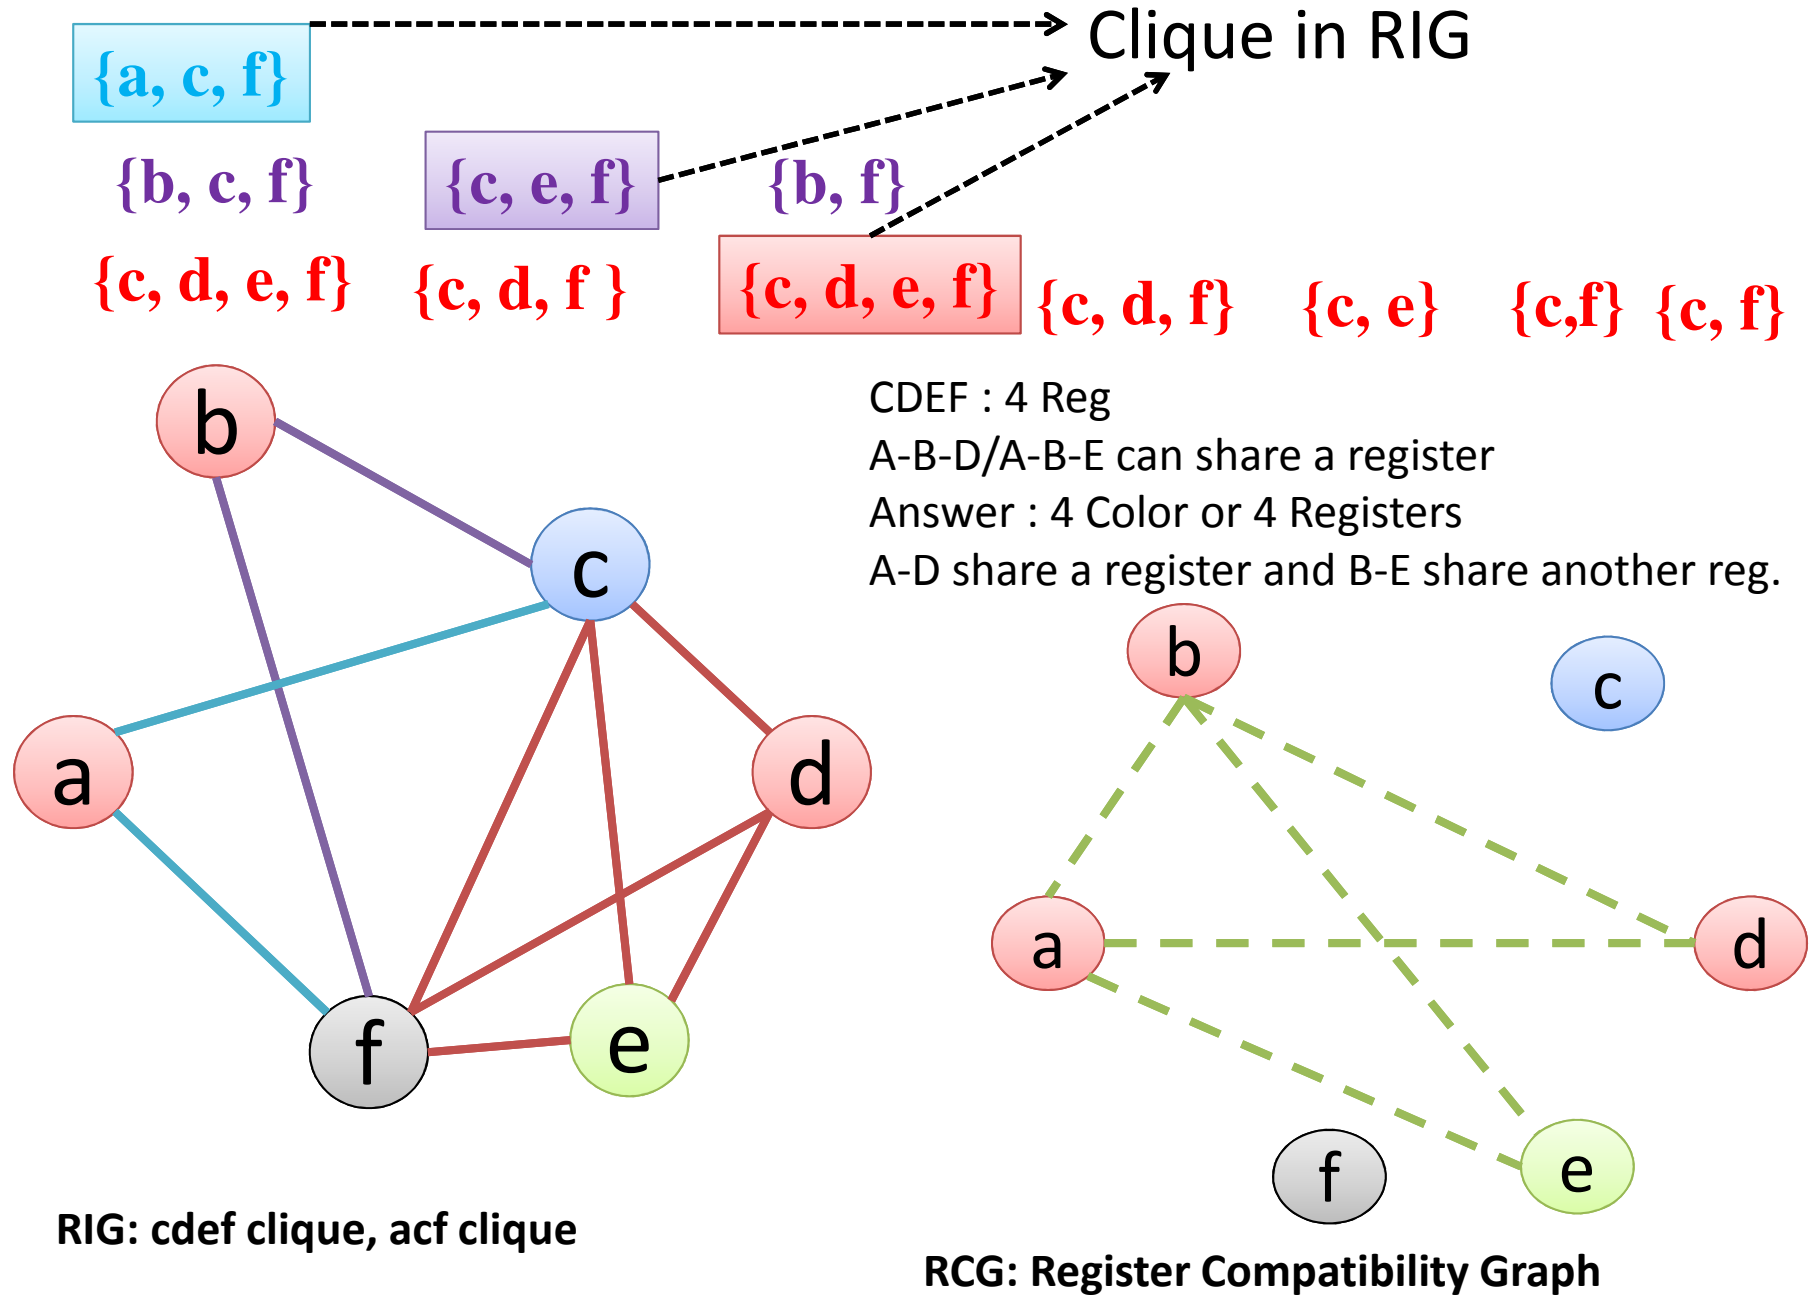 Clique in RIG
{a, c, f}
{b, c, f} {c, e, f} {b, f}
{c, d, e, f} {c, d, f } {c, d, e, f} {c, d, f} {c, e} {c,f} {c, f}
CDEF : 4 Reg
A-B-D/A-B-E can share a register
Answer : 4 Color or 4 Registers
A-D share a register and B-E share another reg.
b
c
a
d
f
e
b
c
a
d
f
e
RIG: cdef clique, acf clique
RCG: Register Compatibility Graph